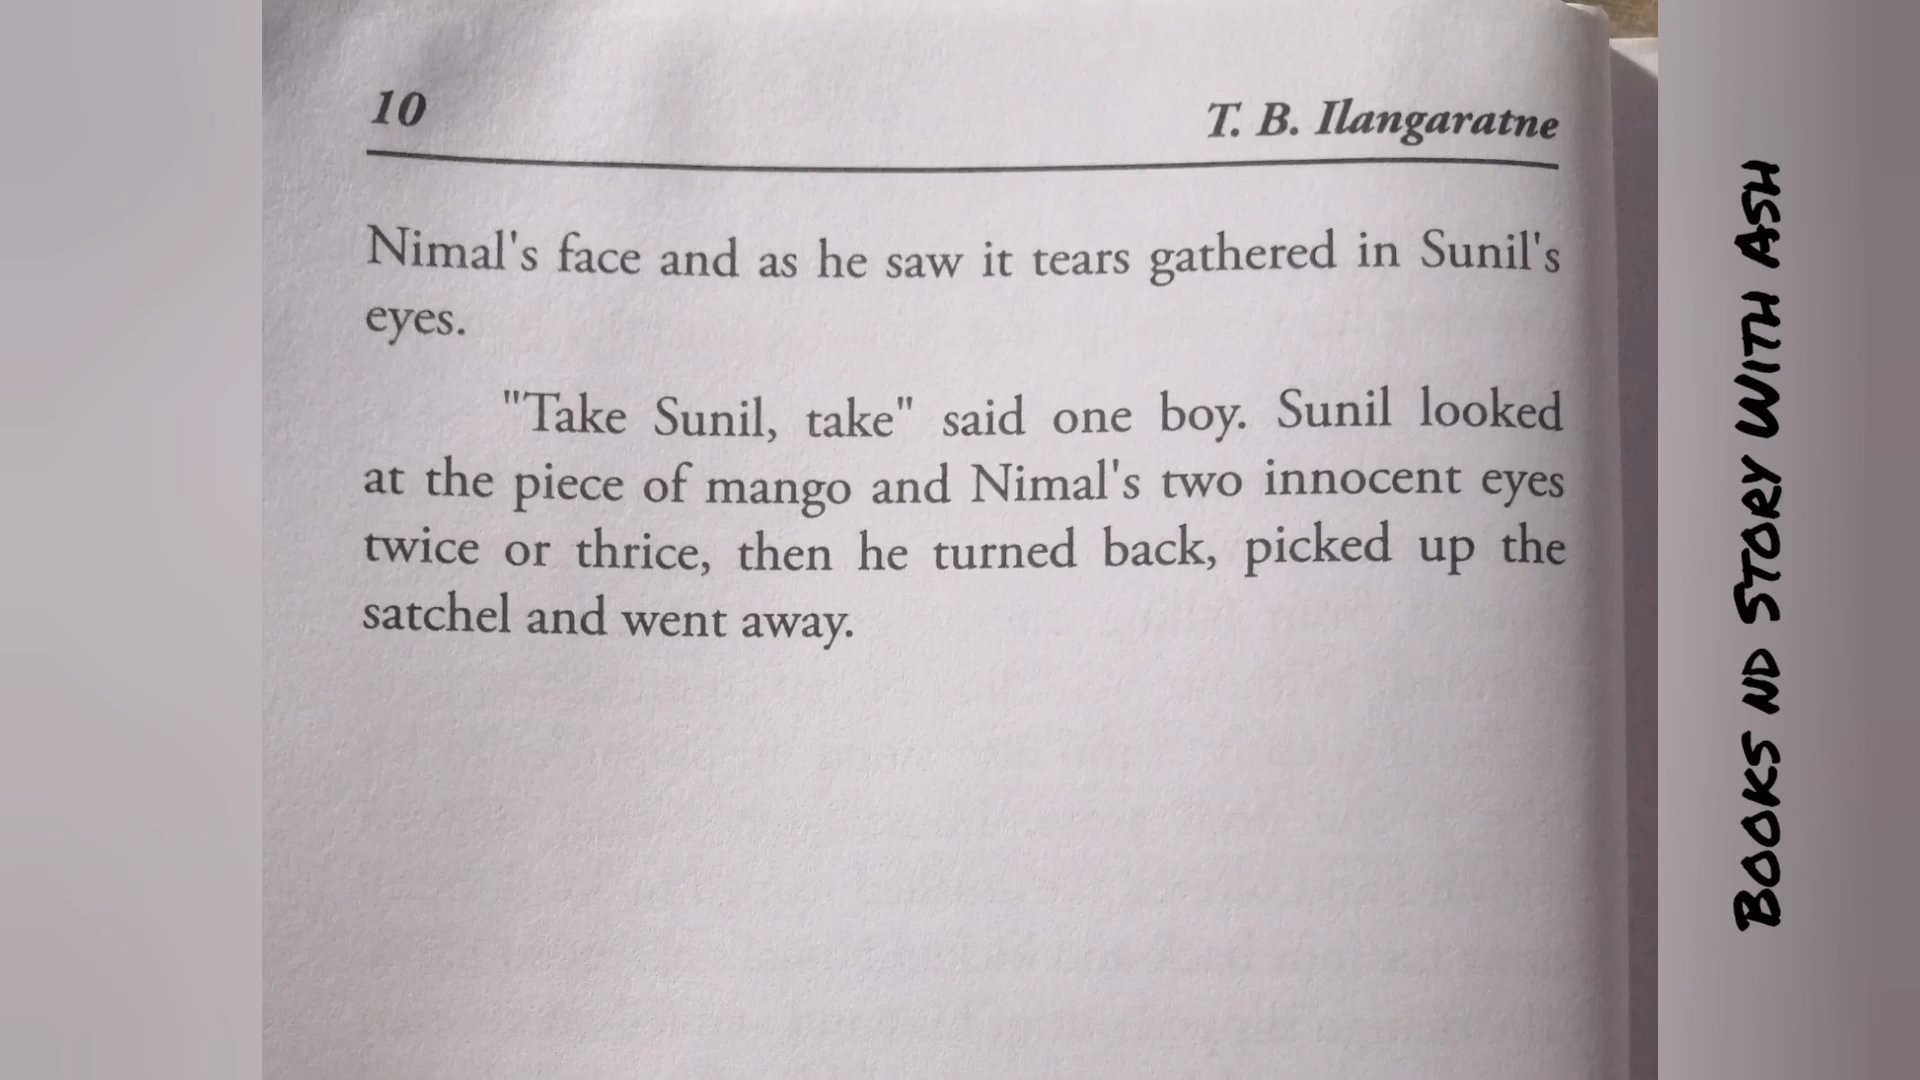 10
T. B. Ilangaratne
Nimal's face and as he saw it tears gathered in Sunil's
eyes.
"Take Sunil, take" said one boy. Sunil looked
at the piece of mango and Nimal's two innocent eyes
twice or thrice, then he turned back, picked up the
satchel and went away.
BOOKS ND STORY WITH ASH